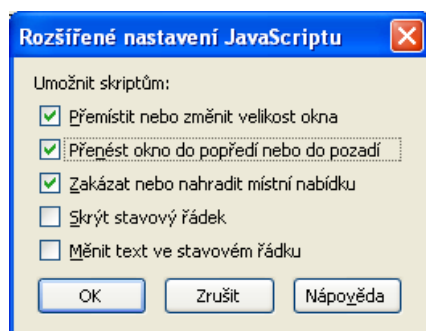 Rozšířené nastavení JavaScriptu
Umožnit skriptům:
Přemístit nebo změnit velikost okna
Přenést okno do popředí nebo do pozadí
Zakázat nebo nahradit místní nabídku
Skrýt stavový řádek
Měnit text ve stavovém řádku
OK Zrušit Nápověda